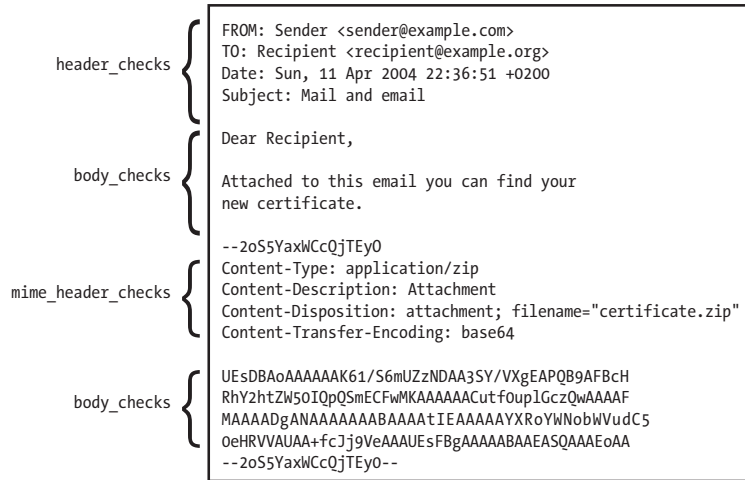 header_checks
FROM: Sender <sender@example.com>
TO: Recipient <recipient@example.org>
Date: Sun, 11 Apr 2004 22:36:51 +0200
Subject: Mail and email
body_checks
Dear Recipient,
Attached to this email you can find your
new certificate.
mime_header_checks
--2oS5YaxWCcQjTEyO
Content-Type: application/zip
Content-Description: Attachment
Content-Disposition: attachment; filename="certificate.zip"
Content-Transfer-Encoding: base64
body_checks
UEsDBAoAAAAAAK61/S6mUZzNDAA3SY/VXgEAPQB9AFBcH
RhY2htZW50IQpQSmECFwMKAAAAAACutfOuplGczQwAAAAF
MAAAADgANAAAAAAABAAAAtIEAAAAAYXRoYWNobWVudC5
0eHRVVAUAA+fcJj9VeAAAUEsFBgAAAAABAAEASQAAAEoAA
--2oS5YaxWCcQjTEyO--